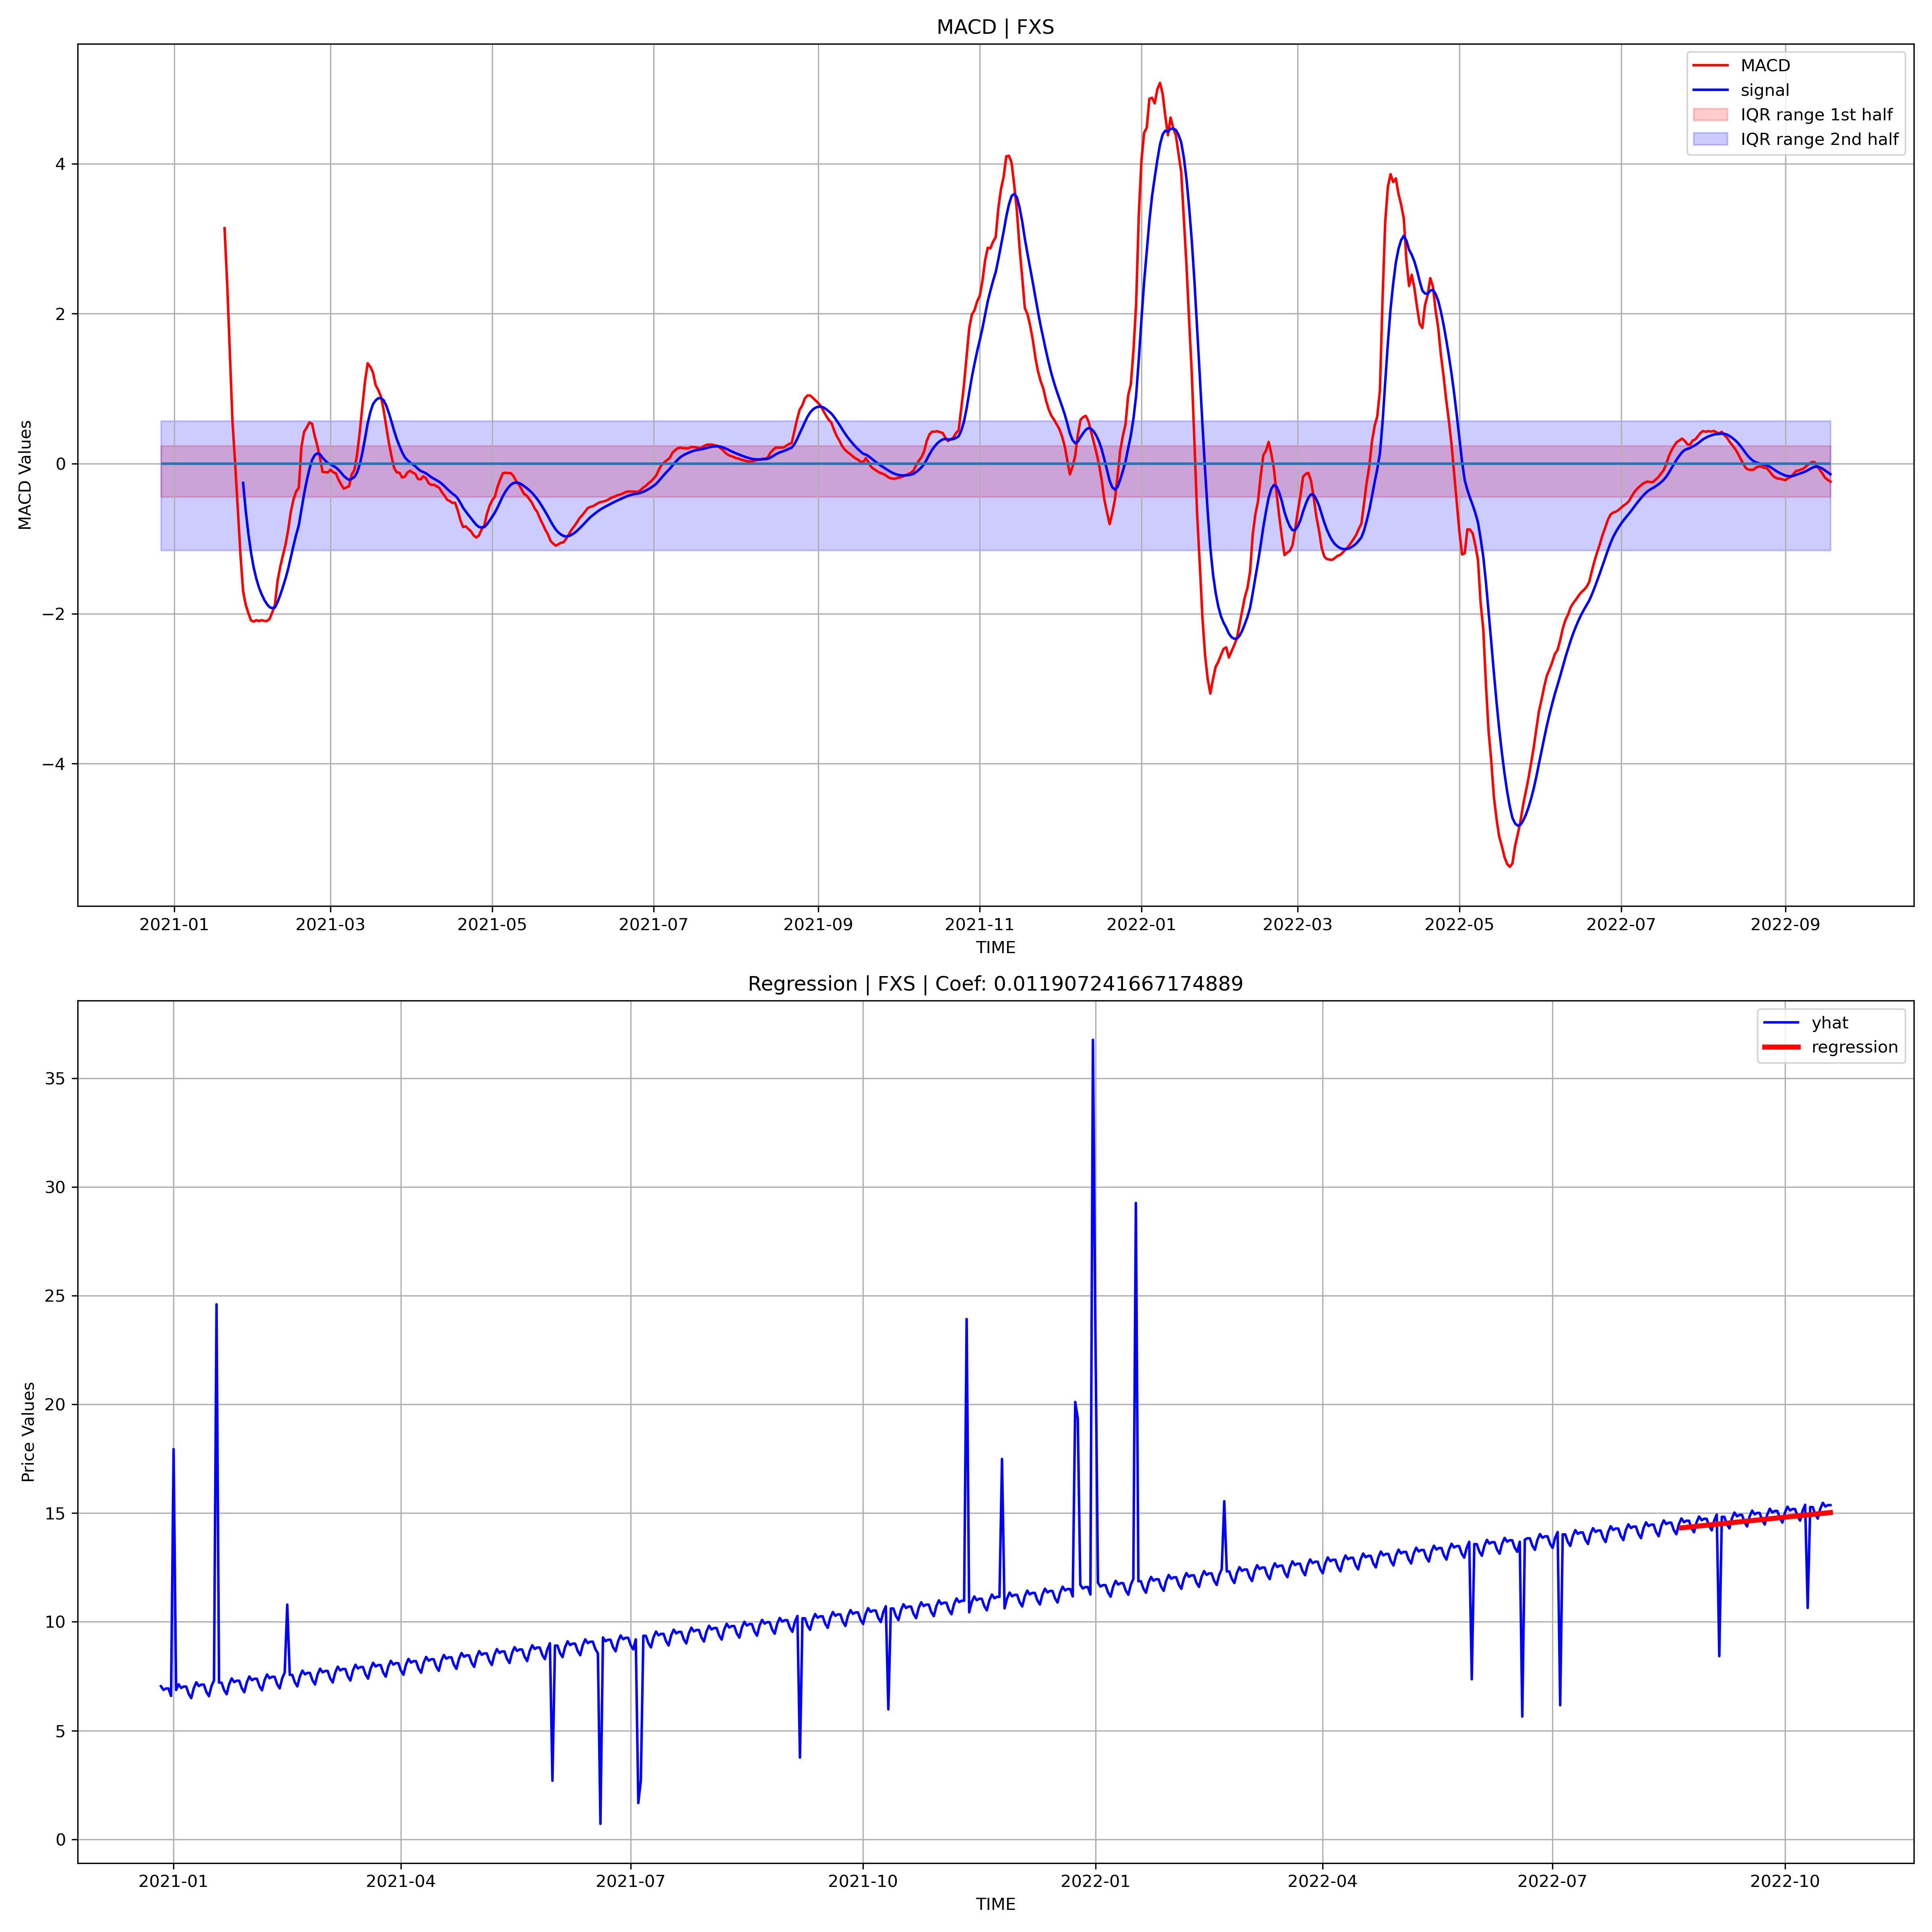 MACD | FXS
MACD
signal
IQR range 1st half
IQR range 2nd half
MACD Values
4
2
0
−2
−4
2021-01 2021-03 2021-05 2021-07 2021-09 2021-11 2022-01 2022-03 2022-05 2022-07 2022-09
TIME
Regression | FXS | Coef: 0.011907241667174889
yhat
regression
Price Values
35
30
25
20
15
10
5
0
2021-01 2021-04 2021-07 2021-10 2022-01 2022-04 2022-07 2022-10
TIME